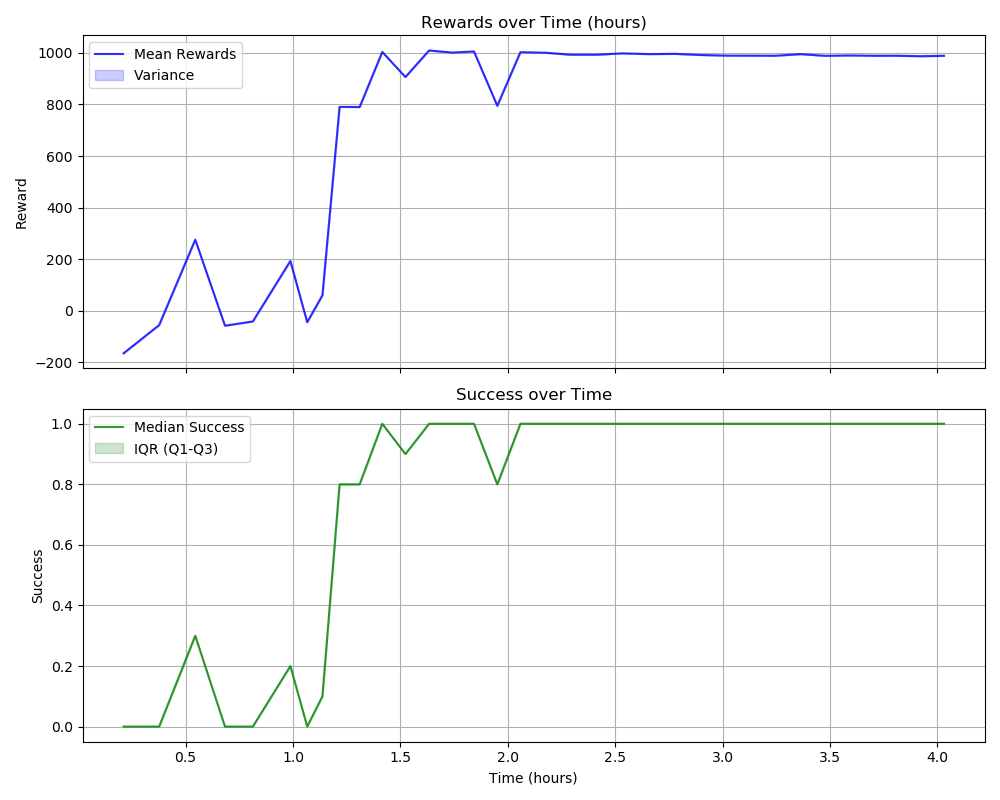 Rewards over Time (hours)
Mean Rewards
Variance
1000
800
600
400
200
0
−200
Reward
Success over Time
Median Success
IQR (Q1-Q3)
1.0
0.8
0.6
0.4
0.2
0.0
Success
0.5 1.0 1.5 2.0 2.5 3.0 3.5 4.0
Time (hours)